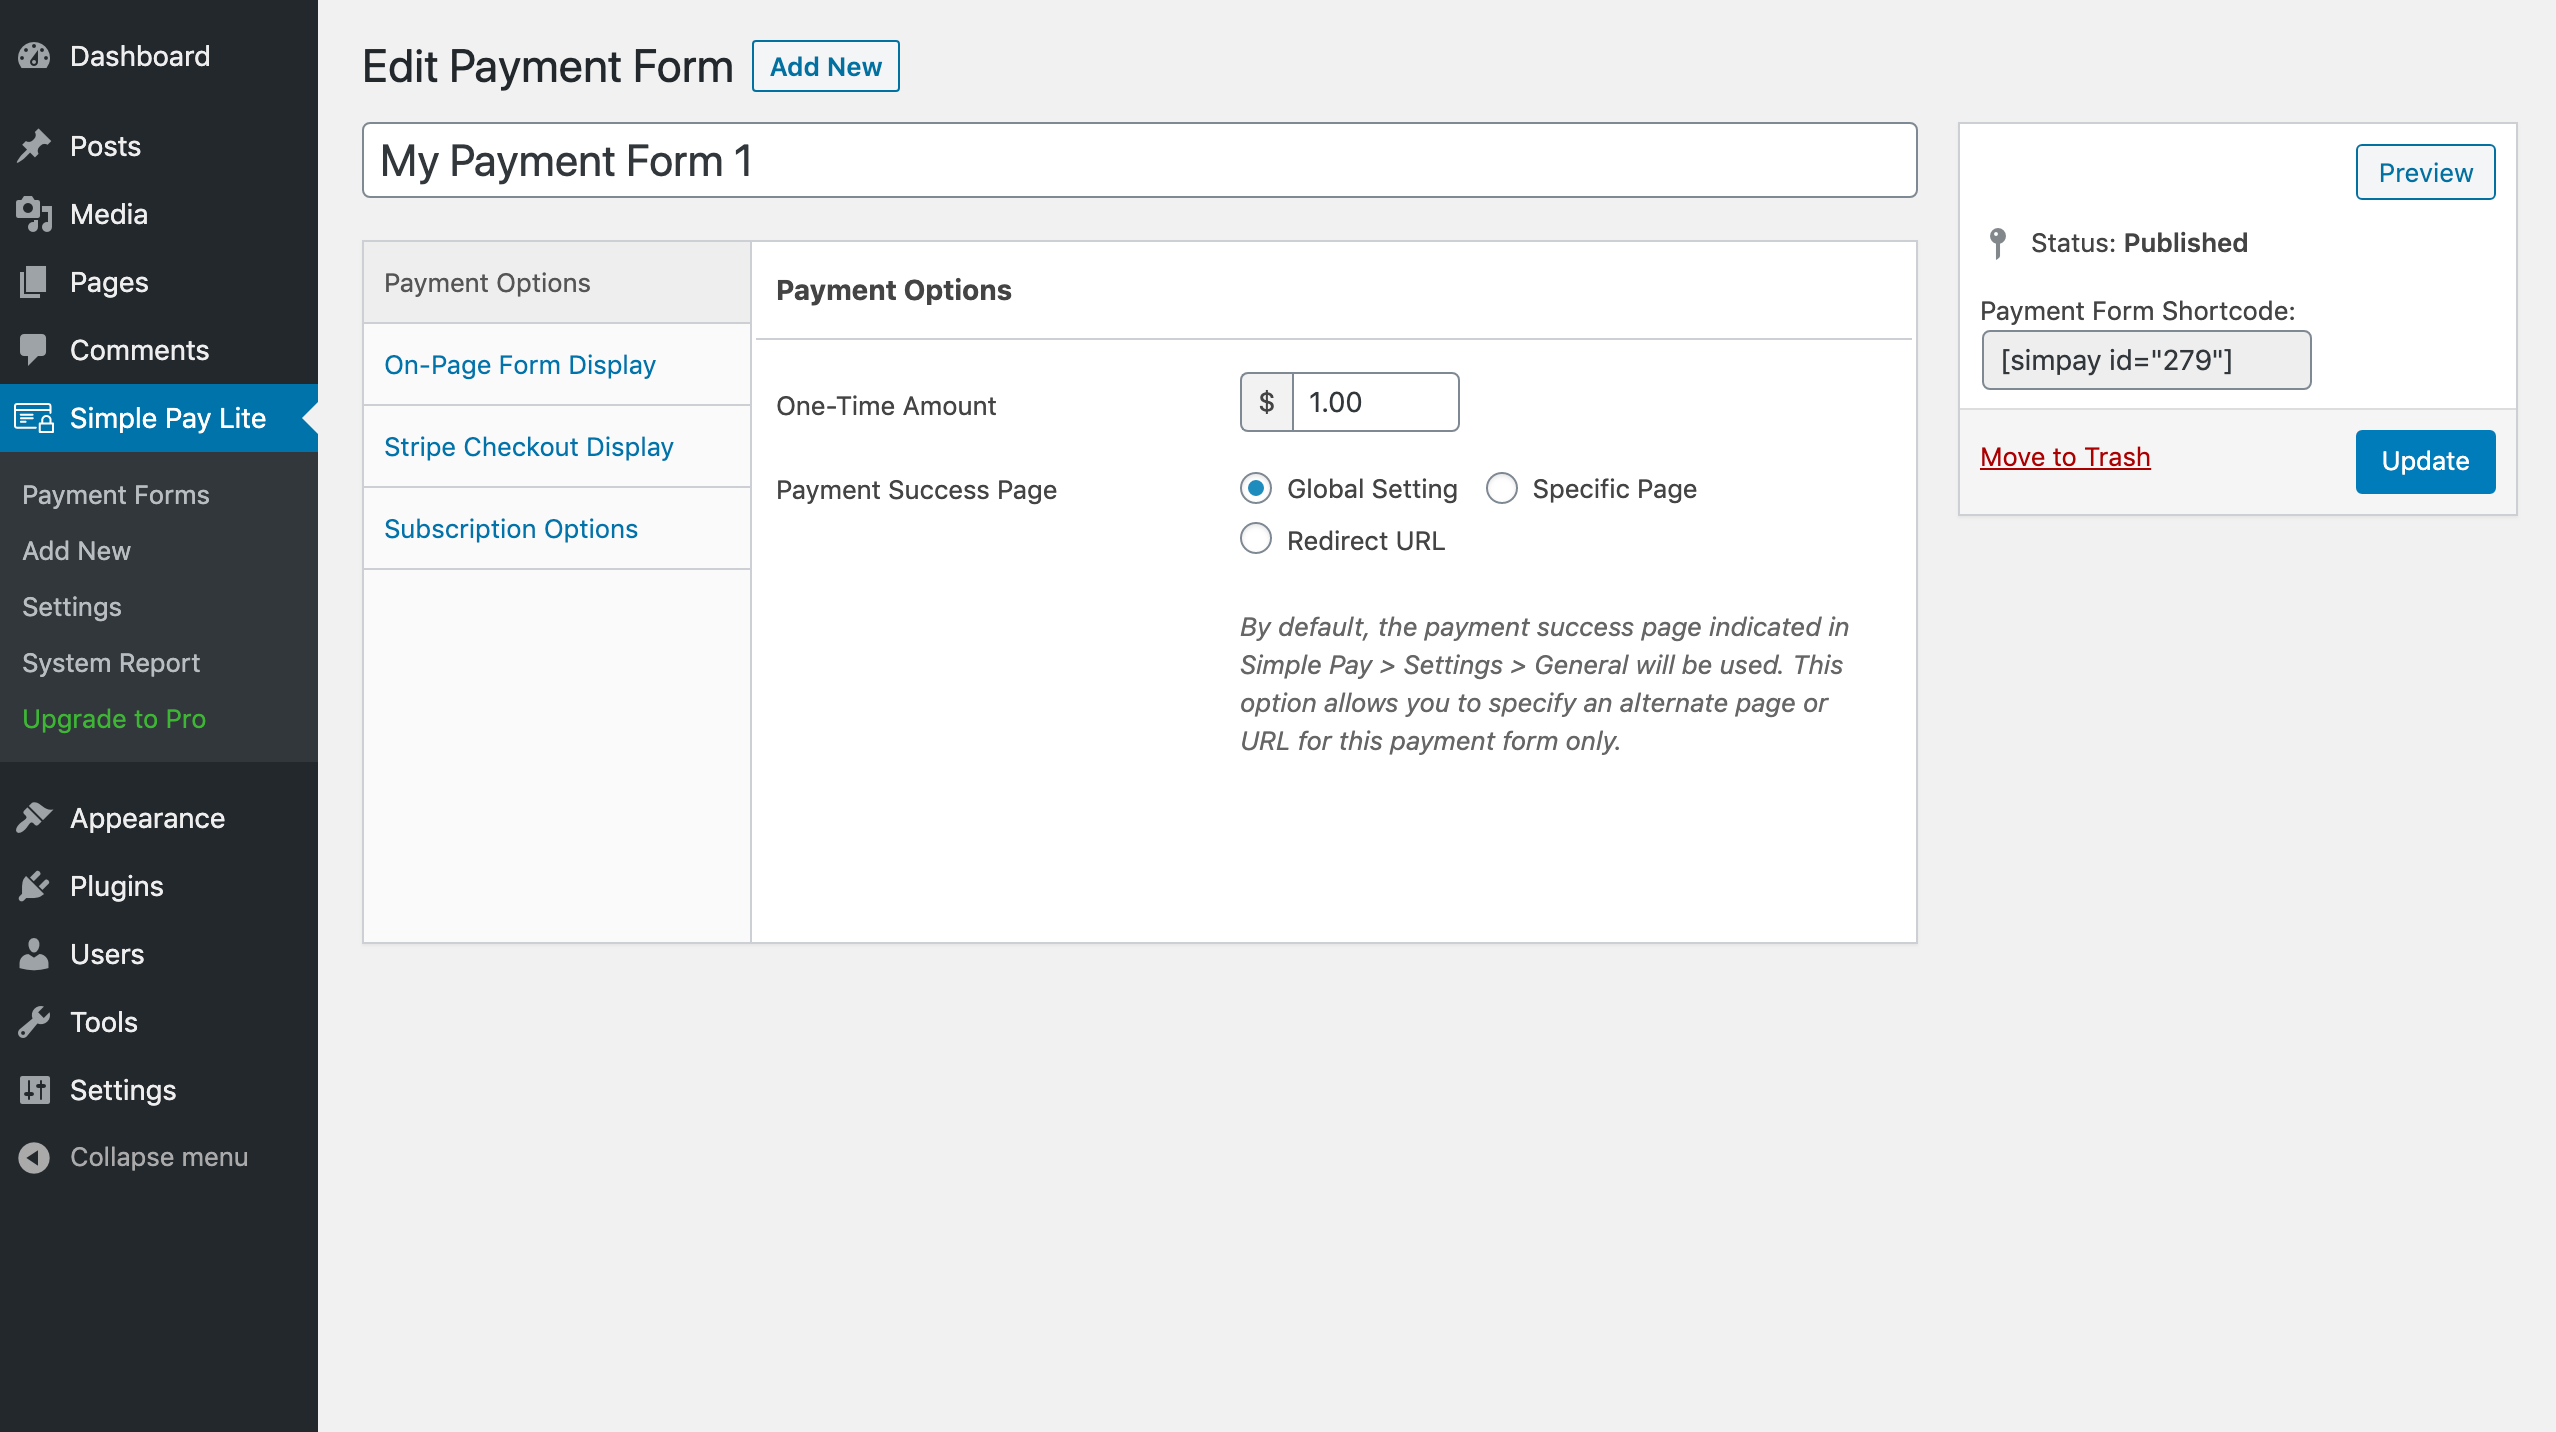 Dashboard
Posts
Media
Pages
Comments
Simple Pay Lite
Payment Forms
Add New
Settings
System Report
Upgrade to Pro
Appearance
Plugins
Users
Tools
Settings
Collapse menu
Edit Payment Form Add New
My Payment Form 1
Payment Options
On-Page Form Display
Stripe Checkout Display
Subscription Options
Payment Options
One-Time Amount $ 1.00
Payment Success Page Global Setting Specific Page
Redirect URL
By default, the payment success page indicated in
Simple Pay > Settings > General will be used. This
option allows you to specify an alternate page or
URL for this payment form only.
Preview
Status: Published
Payment Form Shortcode:
[simpay id="279"]
Move to Trash Update